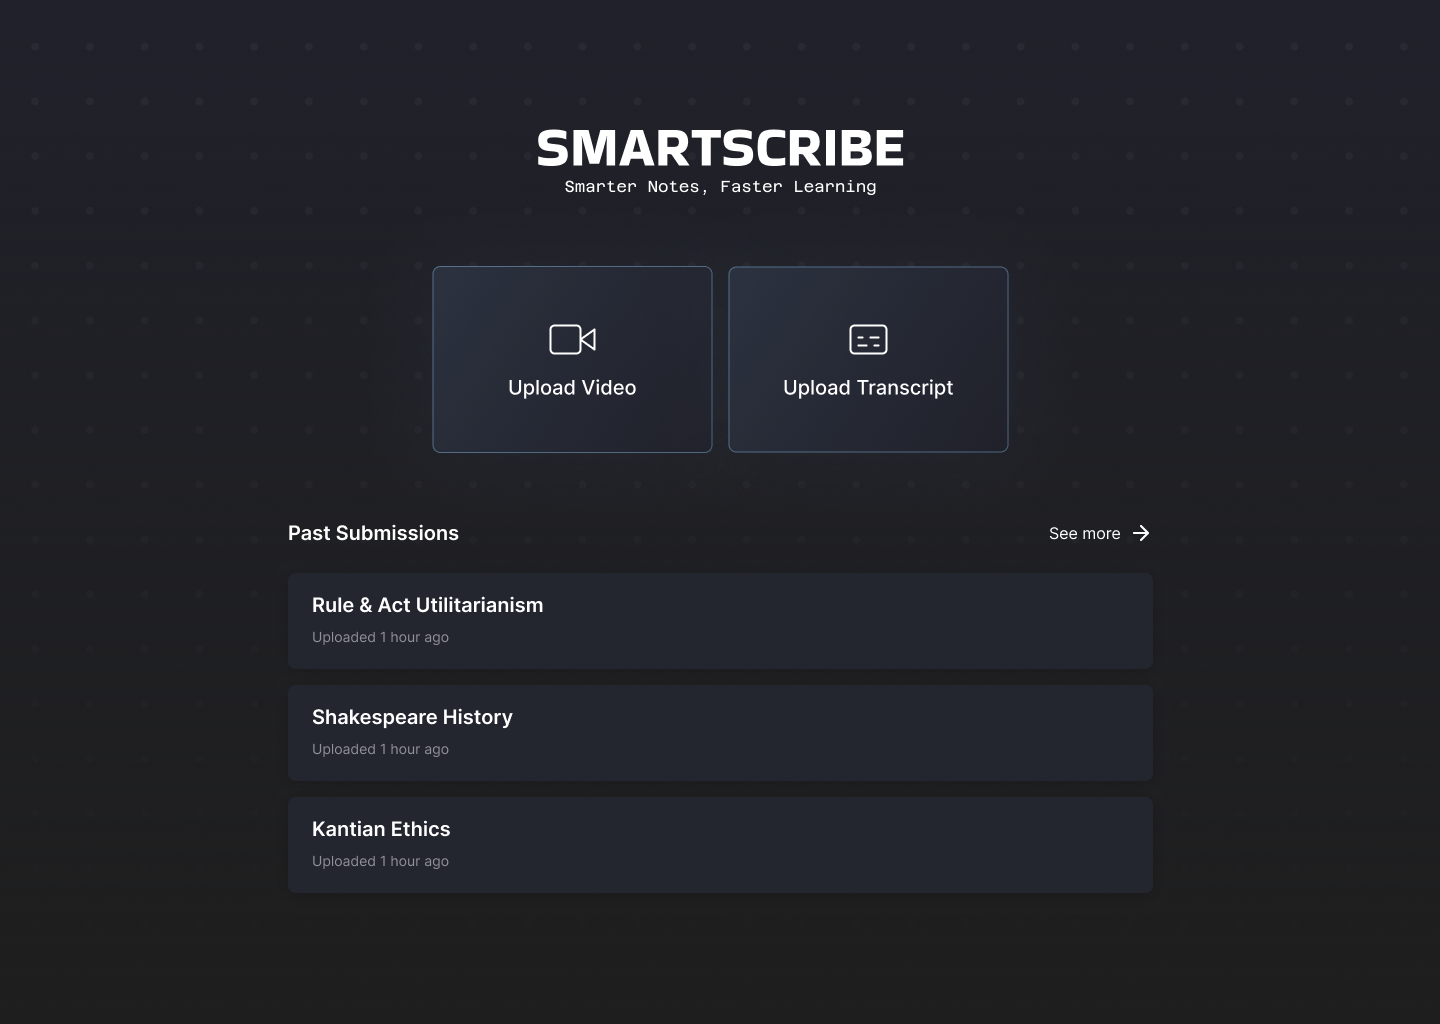 SMARTSCRIBE
Smarter Notes, Faster Learning
Upload Video
Upload Transcript
Past Submissions
See more
Rule & Act Utilitarianism
Uploaded 1 hour ago
Shakespeare History
Uploaded 1 hour ago
Kantian Ethics
Uploaded 1 hour ago